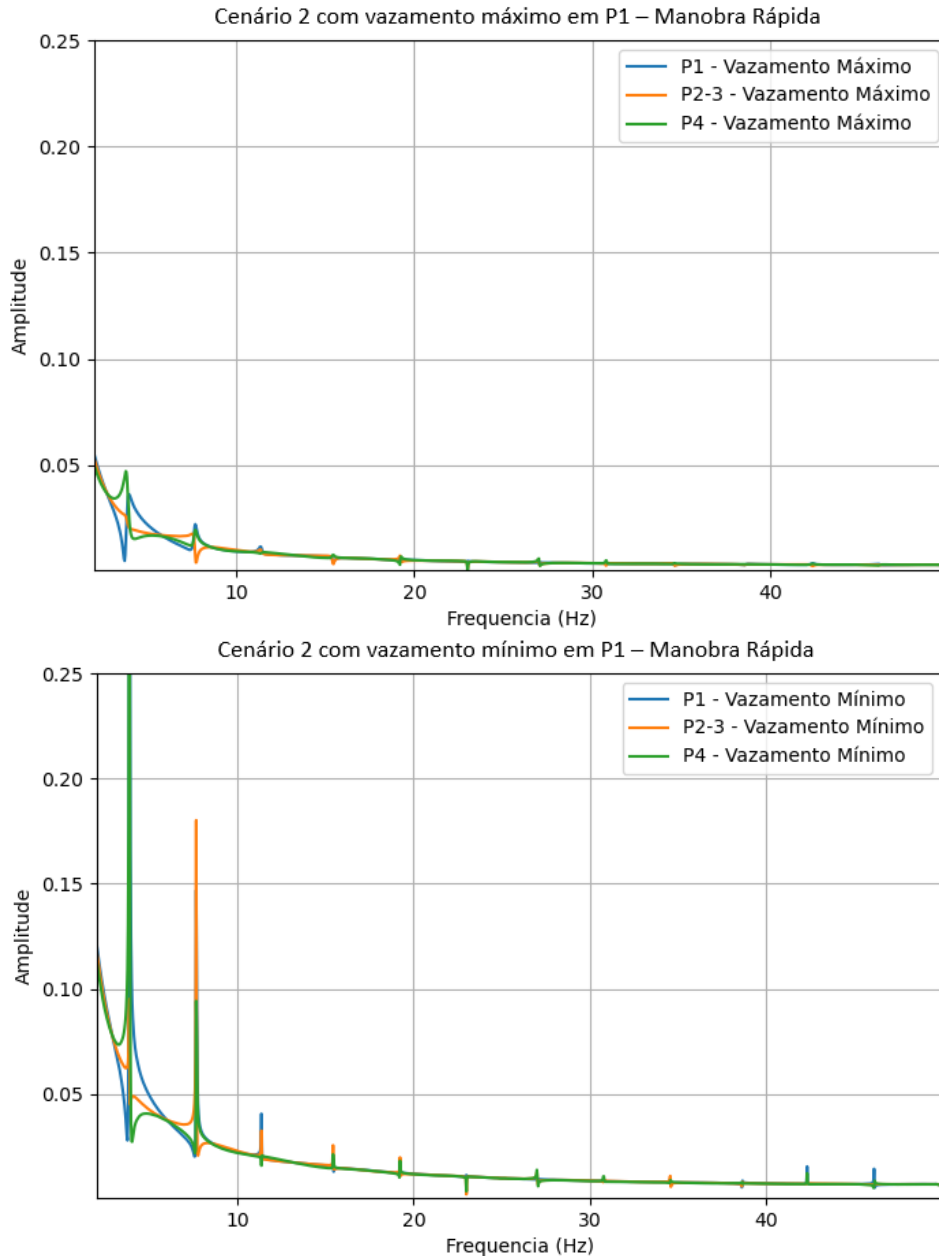 Cenário 2 com vazamento máximo em P1 – Manobra Rápida
0.25
P1 - Vazamento Máximo
P2-3 - Vazamento Máximo
P4 - Vazamento Máximo
0.20
0.15
Amplitude
0.10
0.05
10 20 30 40
Frequencia (Hz)
Cenário 2 com vazamento mínimo em P1 – Manobra Rápida
0.25
P1 - Vazamento Mínimo
P2-3 - Vazamento Mínimo
P4 - Vazamento Mínimo
0.20
0.15
Amplitude
0.10
0.05
10 20 30 40
Frequencia (Hz)